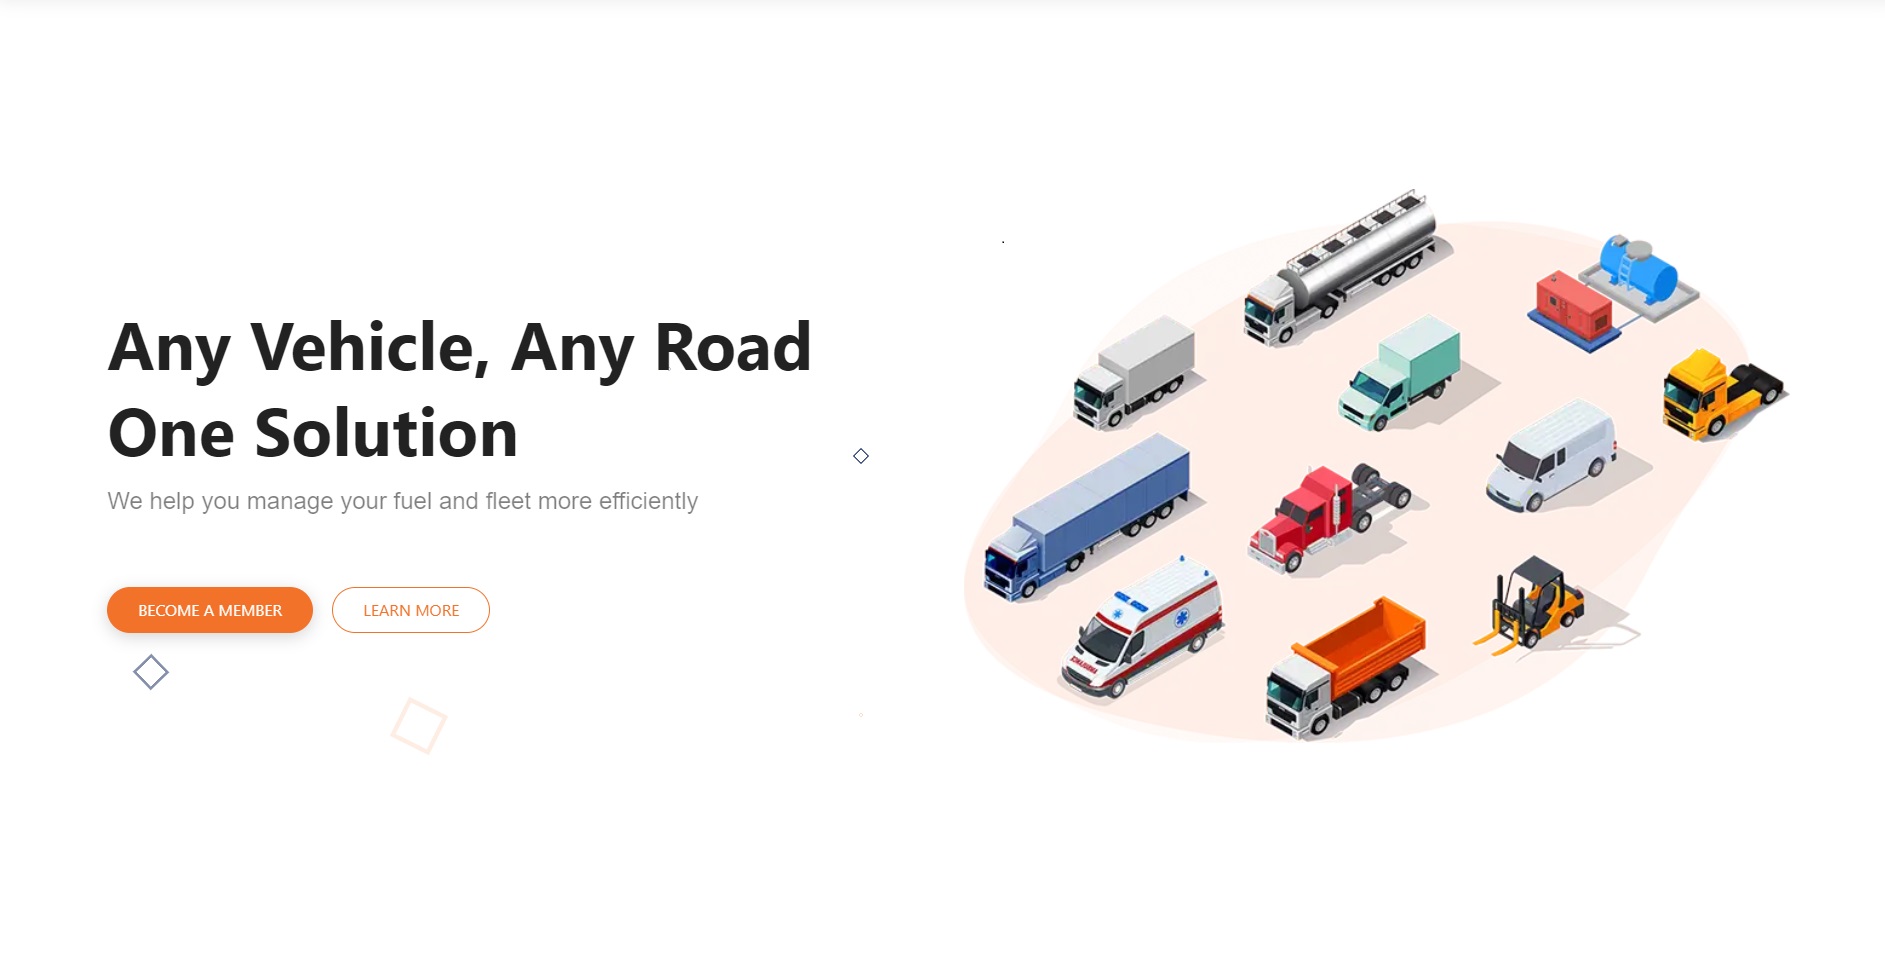 Any Vehicle, Any Road
One Solution
We help you manage your fuel and fleet more efficiently
BECOME A MEMBER
LEARN MORE